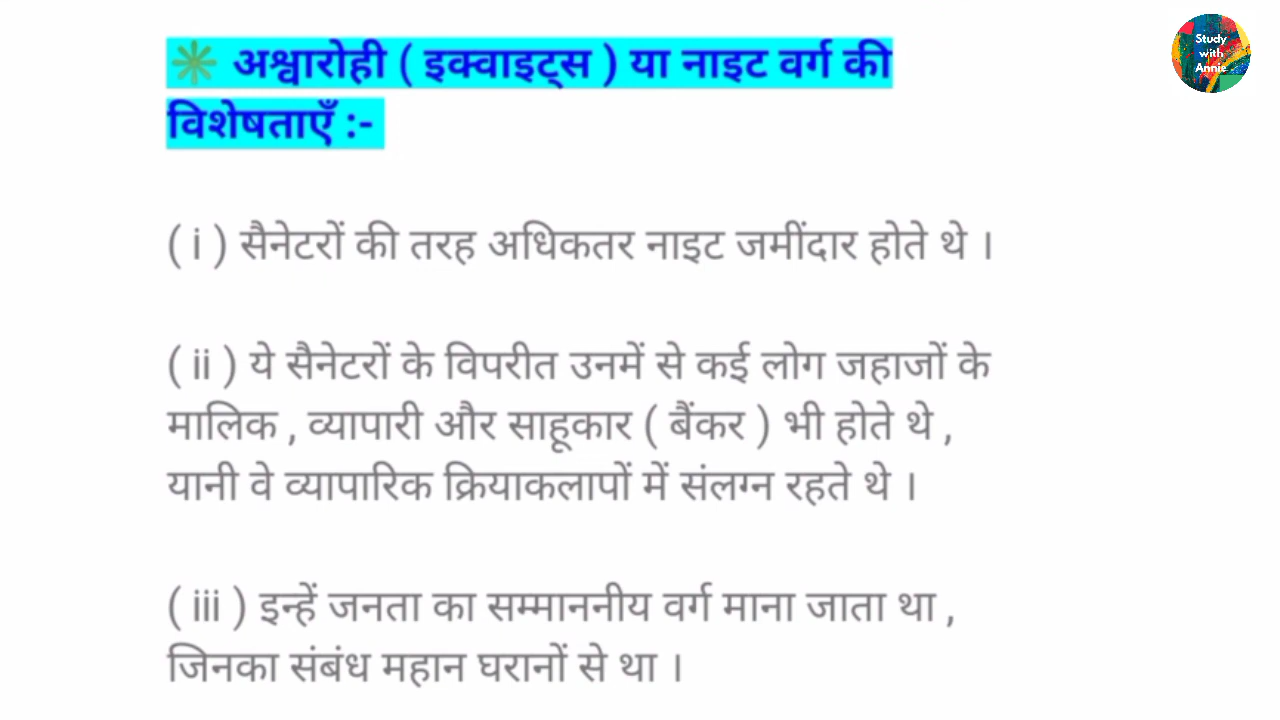 ✳ अश्वारोही ( इक्वाइट्स ) या नाइट वर्ग की
विशेषताएँ :-
( i ) सैनेटरों की तरह अधिकतर नाइट जमींदार होते थे ।
( ii ) ये सैनेटरों के विपरीत उनमें से कई लोग जहाजों के
मालिक , व्यापारी और साहूकार ( बैंकर ) भी होते थे ,
यानी वे व्यापारिक क्रियाकलापों में संलग्न रहते थे ।
( iii ) इन्हें जनता का सम्माननीय वर्ग माना जाता था ,
जिनका संबंध महान घरानों से था ।
Study
with
Annie